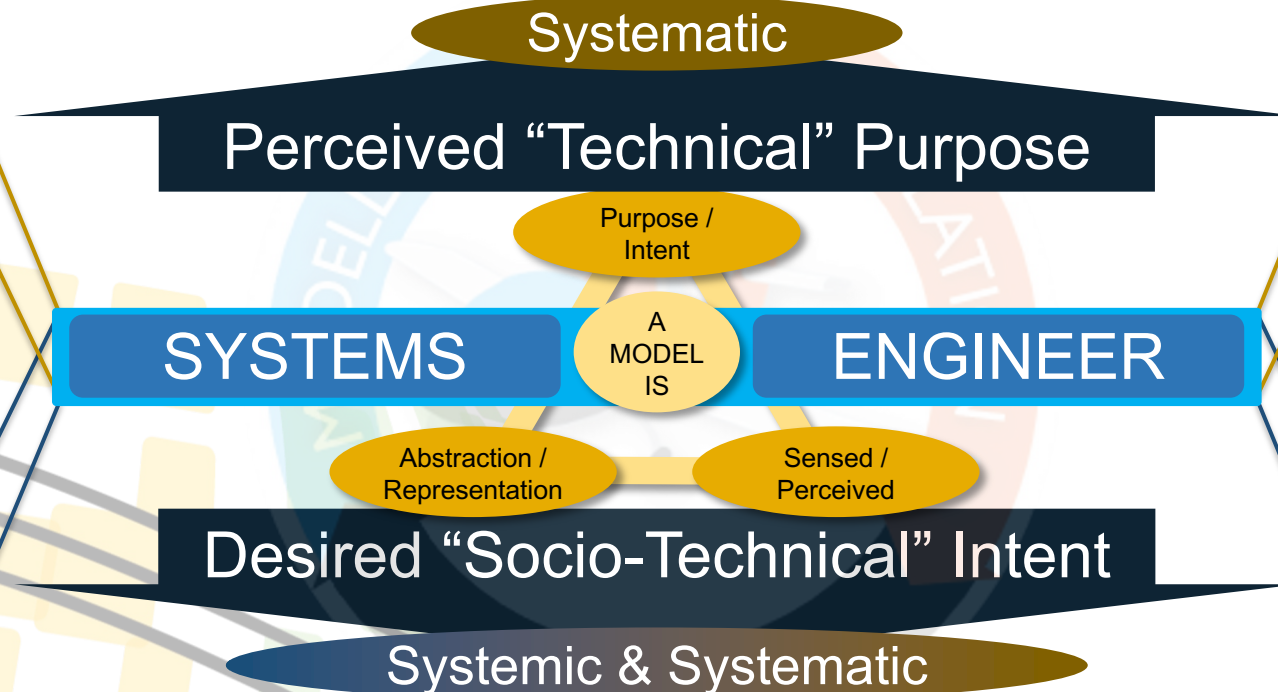 Systematic
Perceived “Technical” Purpose
Purpose /
Intent
SYSTEMS
A
MODEL
IS
ENGINEER
Abstraction /
Representation
Sensed /
Perceived
Desired “Socio-Technical” Intent
Systemic & Systematic